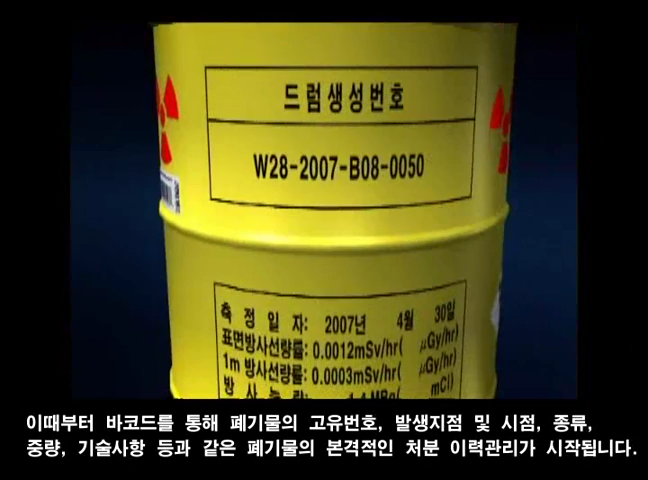 드럼생성번호
W28-2007-B08-0050
측 정 일 자: 2007년 4월 30일
표면방사선량률: 0.0012mSv/hr( μGy/hr)
1m 방사선량률: 0.0003mSv/hr( μGy/hr)
방 사 능 mCi)
이때부터 바코드를 통해 폐기물의 고유번호, 발생지점 및 시점, 종류,
중량, 기술사항 등과 같은 폐기물의 본격적인 처분 이력관리가 시작됩니다.